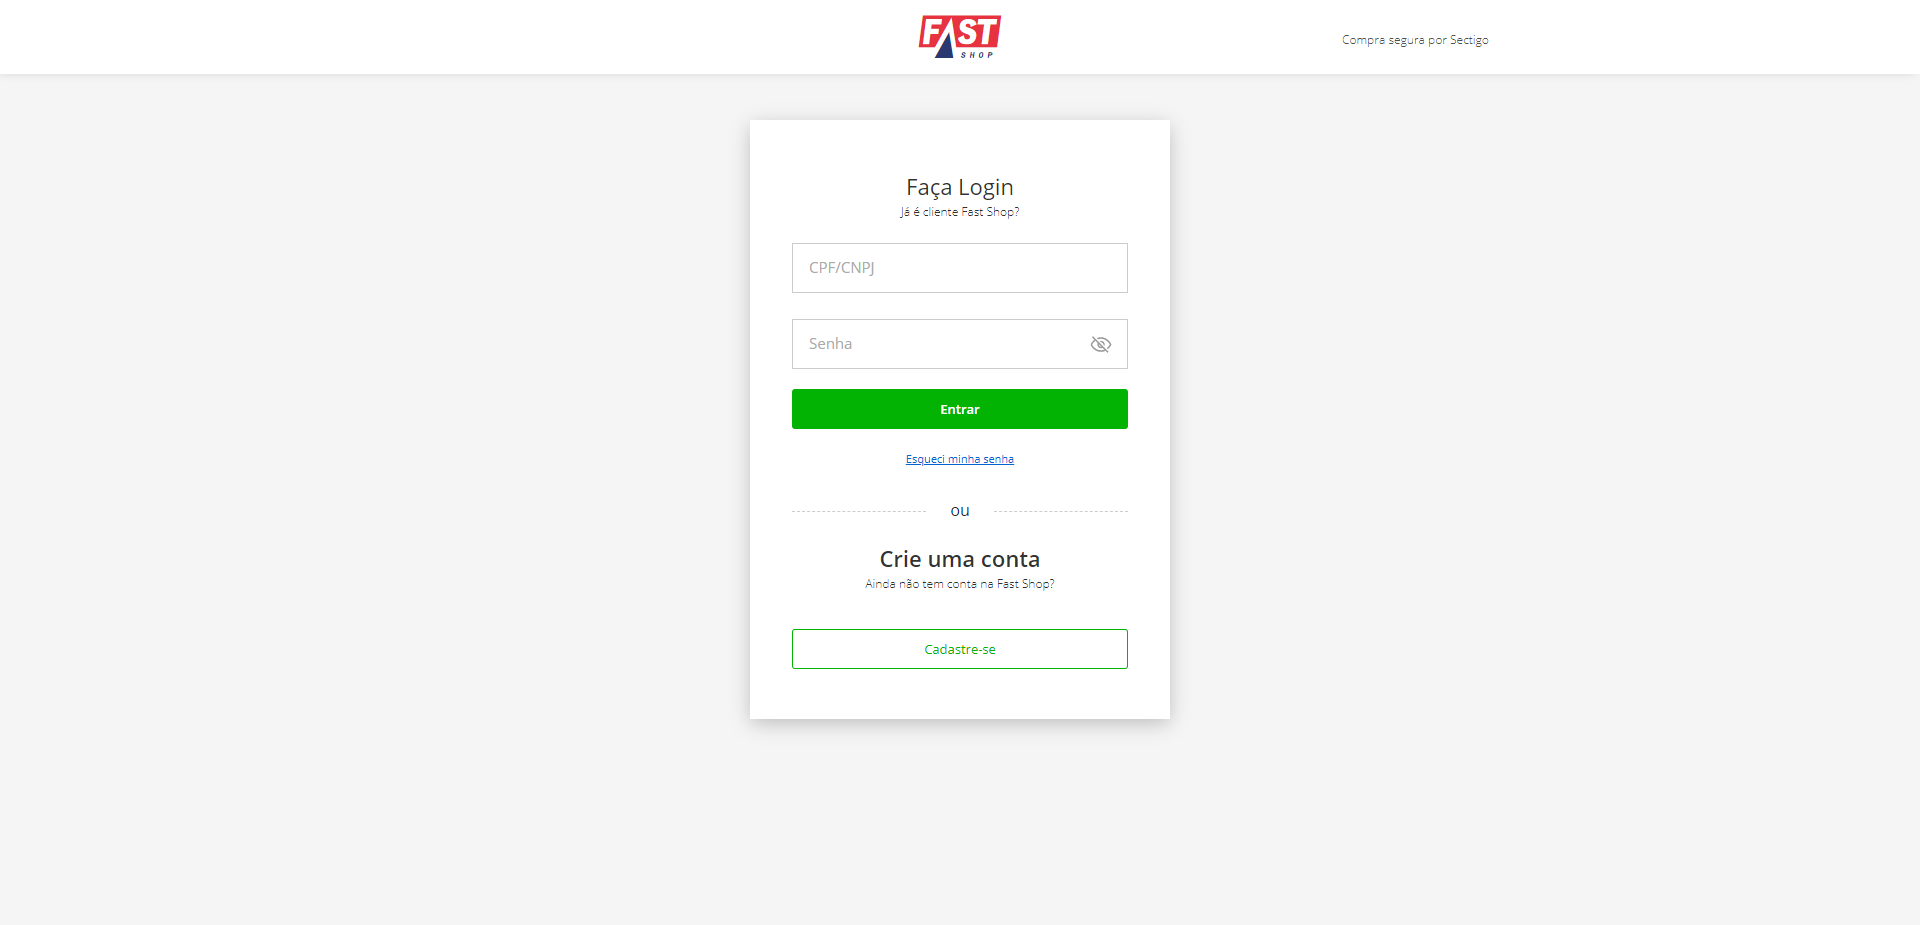 FAST
SHOP
Compra segura por Sectigo
Faça Login
Já é cliente Fast Shop?
CPF/CNPJ
Senha
Entrar
Esqueci minha senha
ou
Crie uma conta
Ainda não tem conta na Fast Shop?
Cadastre-se